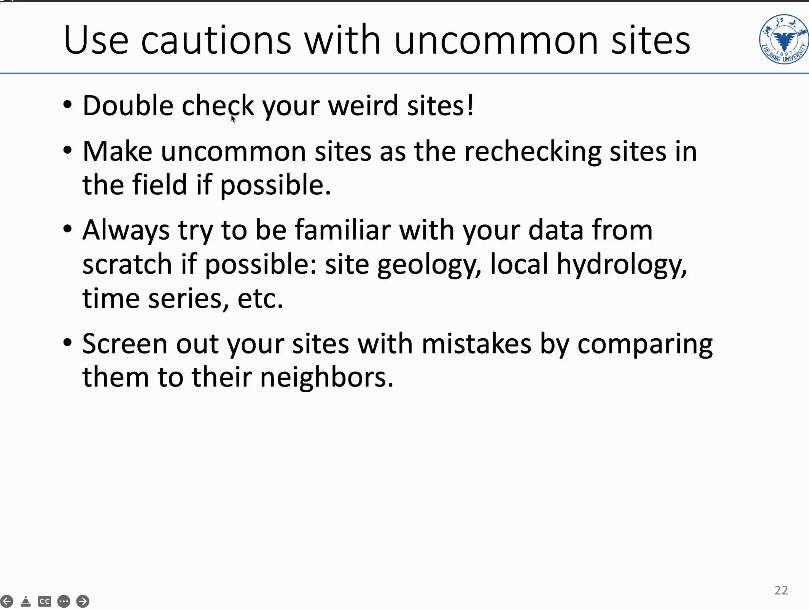 Use cautions with uncommon sites
• Double check your weird sites!
• Make uncommon sites as the rechecking sites in
the field if possible.
• Always try to be familiar with your data from
scratch if possible: site geology, local hydrology,
time series, etc.
• Screen out your sites with mistakes by comparing
them to their neighbors.
22
CC